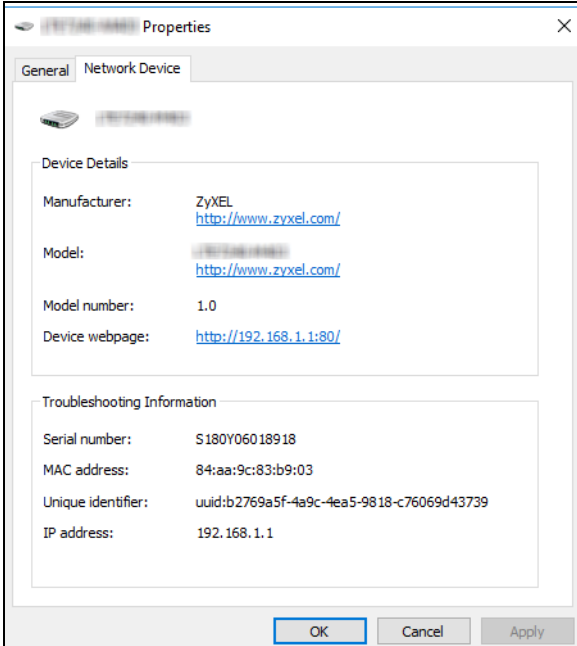 Properties
General
Network Device
Device Details
Manufacturer: ZyXEL
http://www.zyxel.com/
Model:
http://www.zyxel.com/
Model number: 1.0
Device webpage: http://192.168.1.1:80/
Troubleshooting Information
Serial number: S180Y06018918
MAC address: 84:aa:9c:83:b9:03
Unique identifier: uuid:b2769a5f-4a9c-4ea5-9818-c76069d43739
IP address: 192.168.1.1
OK Cancel Apply